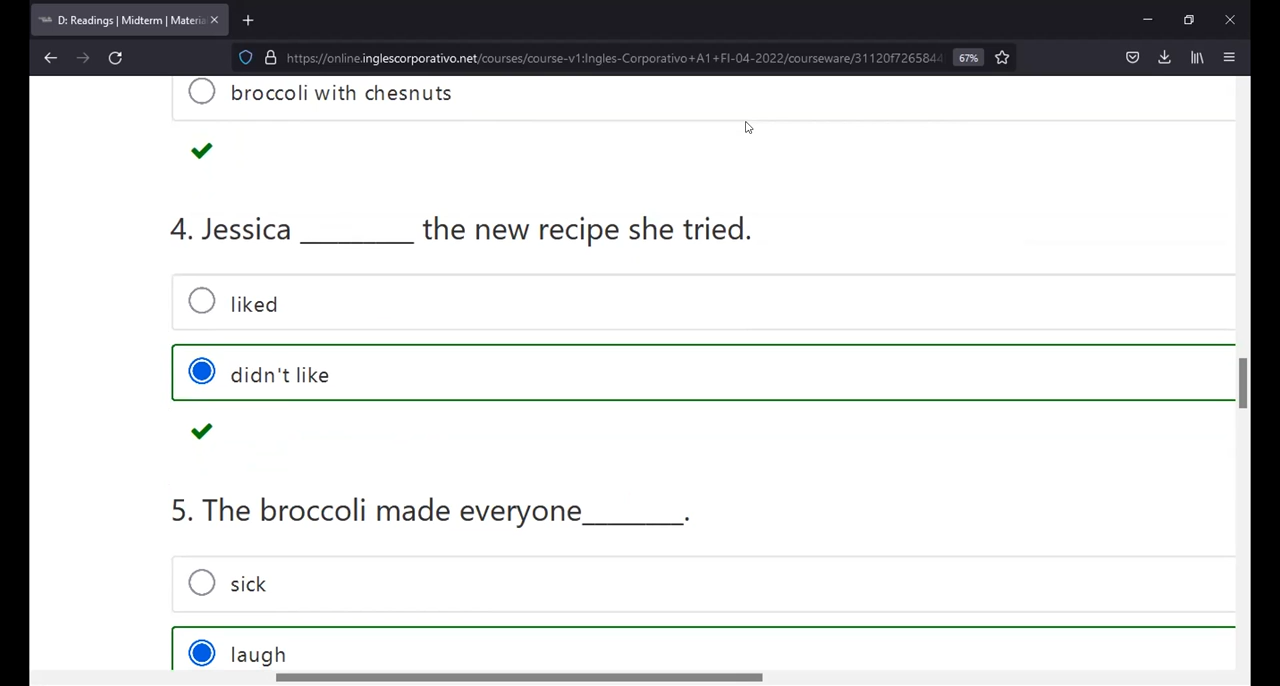 D: Readings | Midterm | Materia
https://online.inglescorporativo.net/courses/course-v1:Ingles-Corporativo+A1+FI-04-2022/courseware/31120f7265844
67%
broccoli with chesnuts
4. Jessica _________ the new recipe she tried.
liked
didn't like
5. The broccoli made everyone________.
sick
laugh